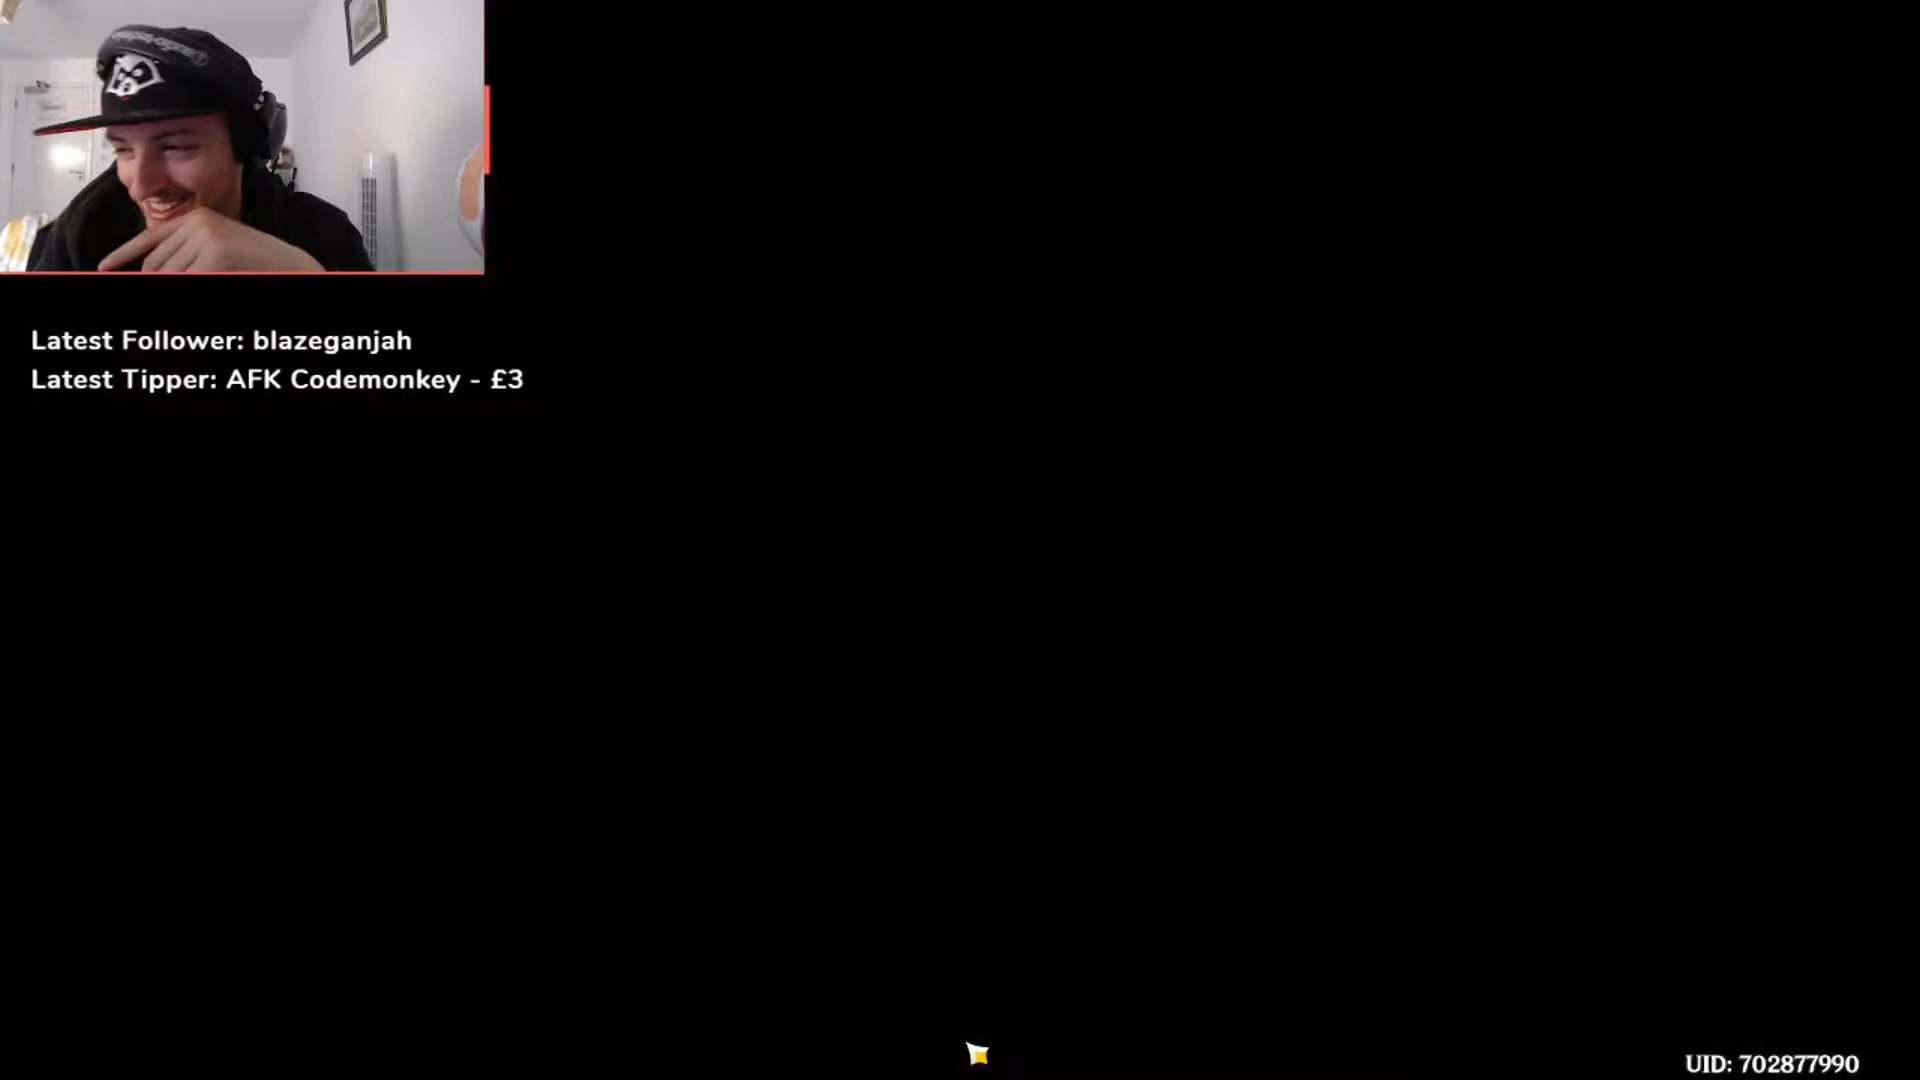 Latest Follower: blazeganjah
Latest Tipper: AFK Codemonkey - £3
UID: 702877990